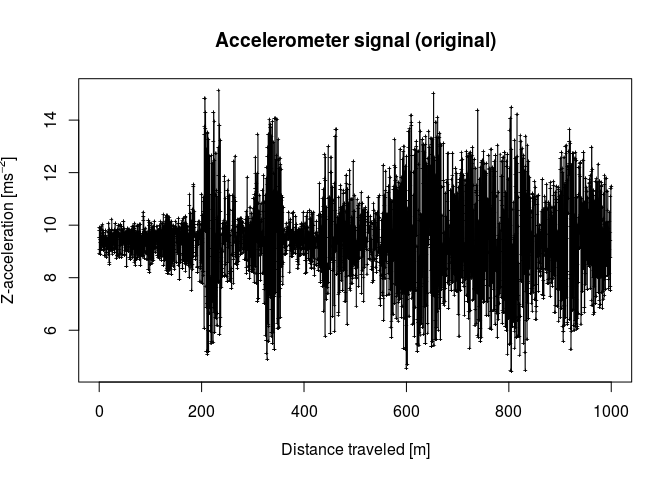 Accelerometer signal (original)
Z-acceleration [ms⁻²]
14
12
10
8
6
0 200 400 600 800 1000
Distance traveled [m]